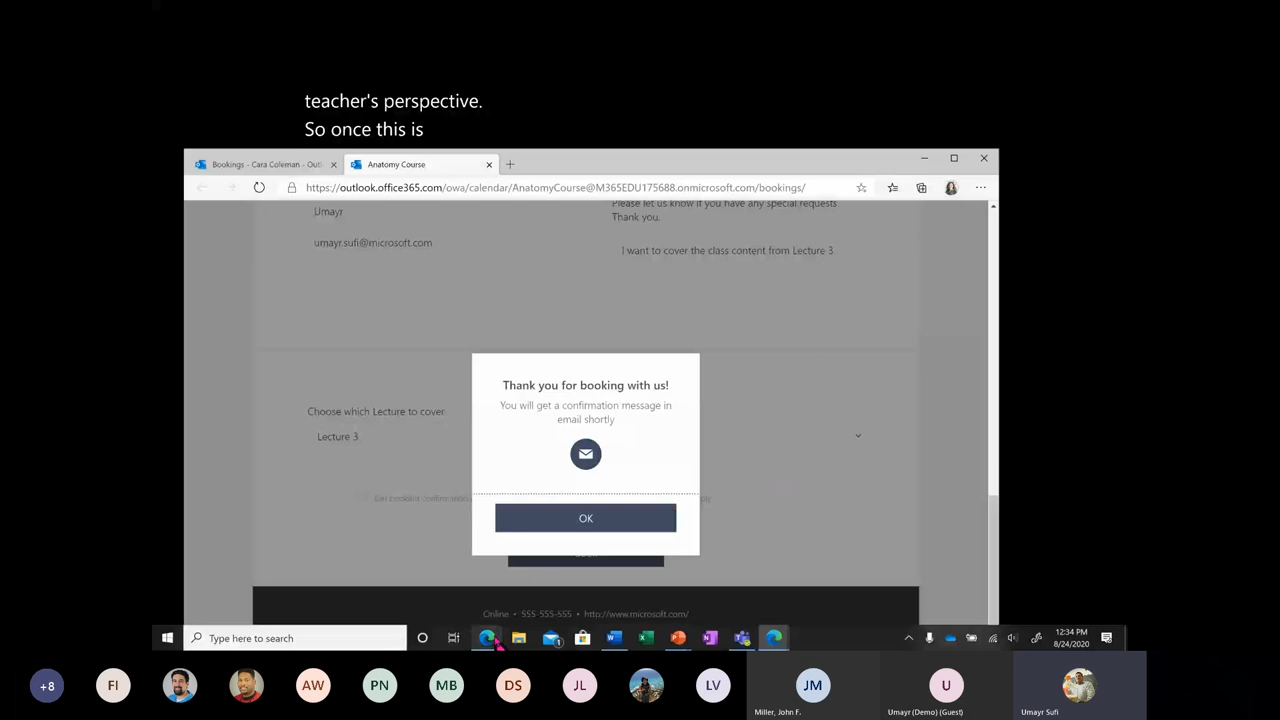 teacher's perspective.
So once this is
Bookings - Cara Coleman - Outl
Anatomy Course
https://outlook.office365.com/owa/calendar/AnatomyCourse@M365EDU175688.onmicrosoft.com/bookings/
Umayr
umayr.sufi@microsoft.com
Please let us know if you have any special requests
Thank you.
I want to cover the class content from Lecture 3
Thank you for booking with us!
You will get a confirmation message in
email shortly
OK
Choose which Lecture to cover
Lecture 3
Online • 555-555-555 • http://www.microsoft.com/
Type here to search
12:34 PM
8/24/2020
+8
FI
AW
PN
MB
DS
JL
LV
JM
Miller, John F.
U
Umayr (Demo) (Guest)
Umayr Sufi